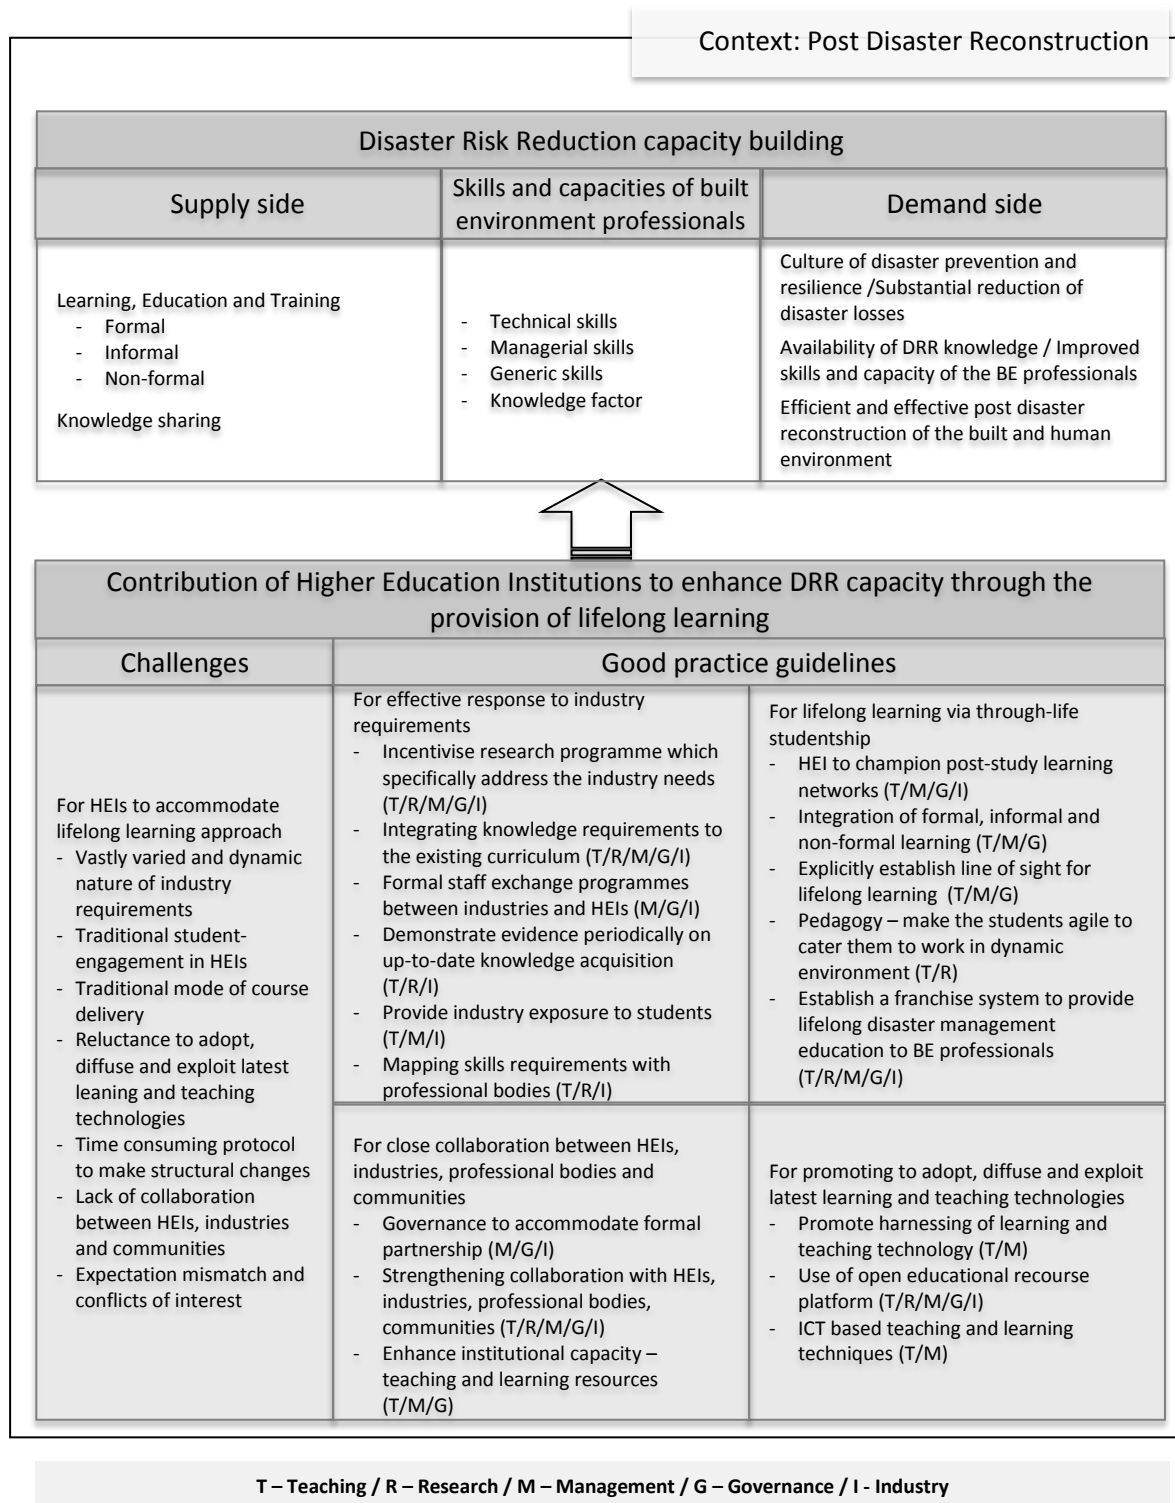 Context: Post Disaster Reconstruction
Disaster Risk Reduction capacity building
Supply side
Skills and capacities of built
environment professionals
Demand side
Learning, Education and Training
- Formal
- Informal
- Non-formal
Knowledge sharing
- Technical skills
- Managerial skills
- Generic skills
- Knowledge factor
Culture of disaster prevention and
resilience /Substantial reduction of
disaster losses
Availability of DRR knowledge / Improved
skills and capacity of the BE professionals
Efficient and effective post disaster
reconstruction of the built and human
environment
Contribution of Higher Education Institutions to enhance DRR capacity through the
provision of lifelong learning
Challenges
Good practice guidelines
For HEIs to accommodate
lifelong learning approach
- Vastly varied and dynamic
nature of industry
requirements
- Traditional student-
engagement in HEIs
- Traditional mode of course
delivery
- Reluctance to adopt,
diffuse and exploit latest
leaning and teaching
technologies
- Time consuming protocol
to make structural changes
- Lack of collaboration
between HEIs, industries
and communities
- Expectation mismatch and
conflicts of interest
For effective response to industry
requirements
- Incentivise research programme which
specifically address the industry needs
(T/R/M/G/I)
- Integrating knowledge requirements to
the existing curriculum (T/R/M/G/I)
- Formal staff exchange programmes
between industries and HEIs (M/G/I)
- Demonstrate evidence periodically on
up-to-date knowledge acquisition
(T/R/I)
- Provide industry exposure to students
(T/M/I)
- Mapping skills requirements with
professional bodies (T/R/I)
For lifelong learning via through-life
studentship
- HEI to champion post-study learning
networks (T/M/G/I)
- Integration of formal, informal and
non-formal learning (T/M/G)
- Explicitly establish line of sight for
lifelong learning (T/M/G)
- Pedagogy – make the students agile to
cater them to work in dynamic
environment (T/R)
- Establish a franchise system to provide
lifelong disaster management
education to BE professionals
(T/R/M/G/I)
For close collaboration between HEIs,
industries, professional bodies and
communities
- Governance to accommodate formal
partnership (M/G/I)
- Strengthening collaboration with HEIs,
industries, professional bodies,
communities (T/R/M/G/I)
- Enhance institutional capacity –
teaching and learning resources
(T/M/G)
For promoting to adopt, diffuse and exploit
latest learning and teaching technologies
- Promote harnessing of learning and
teaching technology (T/M)
- Use of open educational recourse
platform (T/R/M/G/I)
- ICT based teaching and learning
techniques (T/M)
T – Teaching / R – Research / M – Management / G – Governance / I - Industry